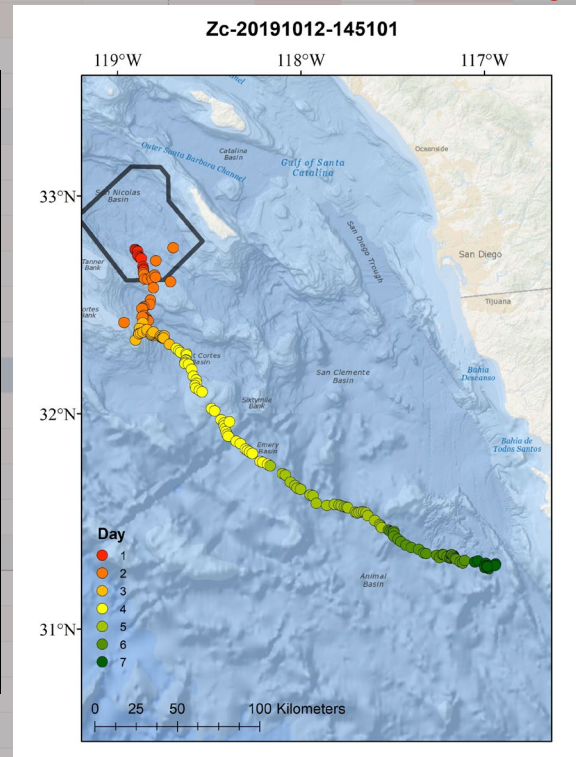 Zc-20191012-145101
119°W 118°W 117°W
Outer Santa Barbara Channel
Catalina
Basin
Gulf of Santa
Catalina
Oceanside
33°N
San Nicolas
Basin
San Diego Trough
San Diego
Tanner
Bank
Tijuana
Bank
Cortes
Basin
San Clemente
Basin
Bahía
Descanso
32°N
Sixtymile
Bank
Emery
Basin
Bahía de
Todos Santos
Day
1
2
3
4
5
6
7
Animal
Basin
31°N
0 25 50 100 Kilometers